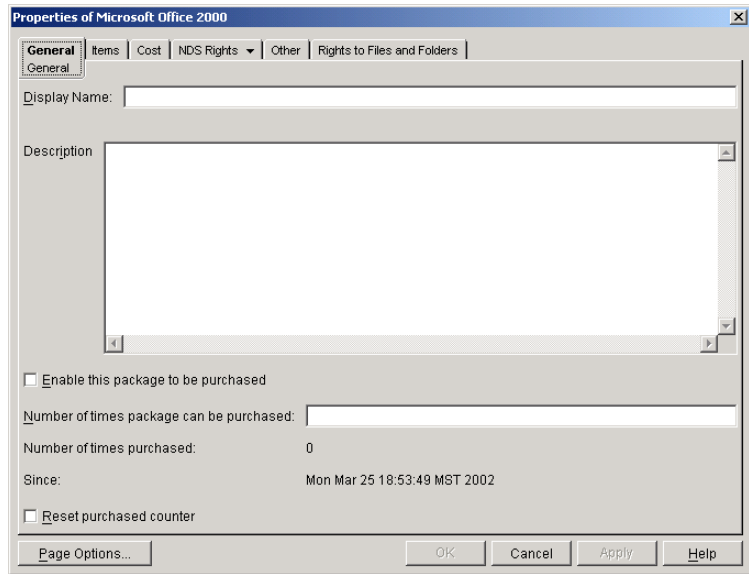 Properties of Microsoft Office 2000
General Items Cost NDS Rights Other Rights to Files and Folders
General
Display Name:
Description
Enable this package to be purchased
Number of times package can be purchased:
Number of times purchased: 0
Since: Mon Mar 25 18:53:49 MST 2002
Reset purchased counter
Page Options... OK Cancel Apply Help